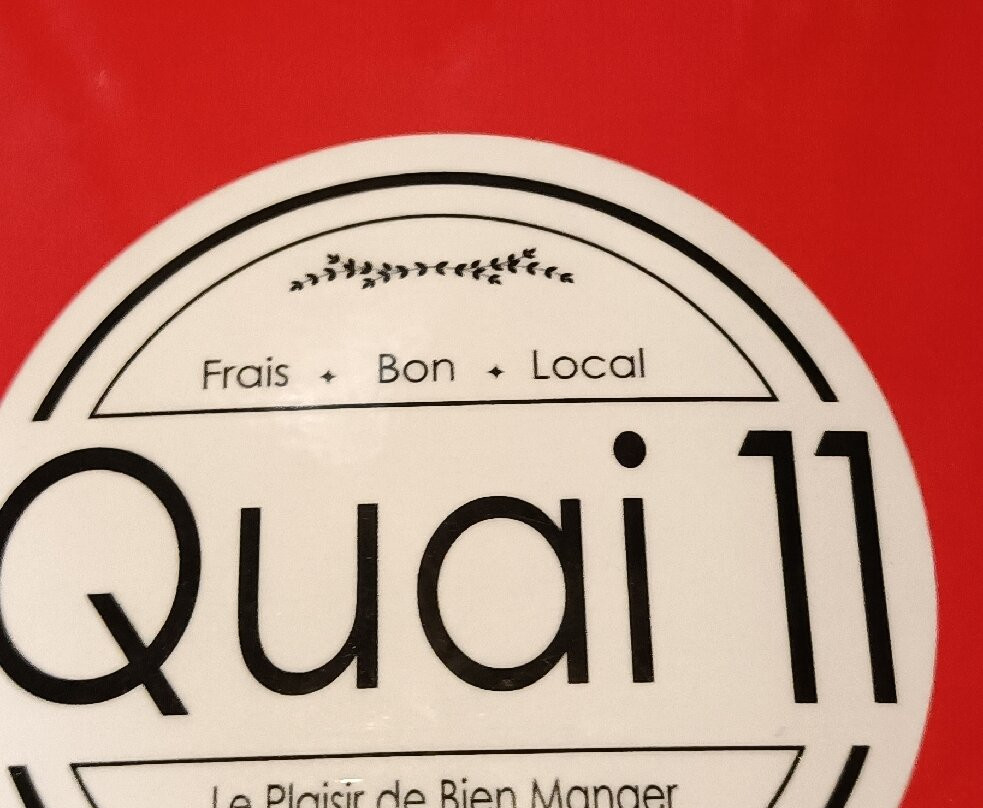 Frais ✦ Bon ✦ Local
Quai 11
Le Plaisir de Bien Manger